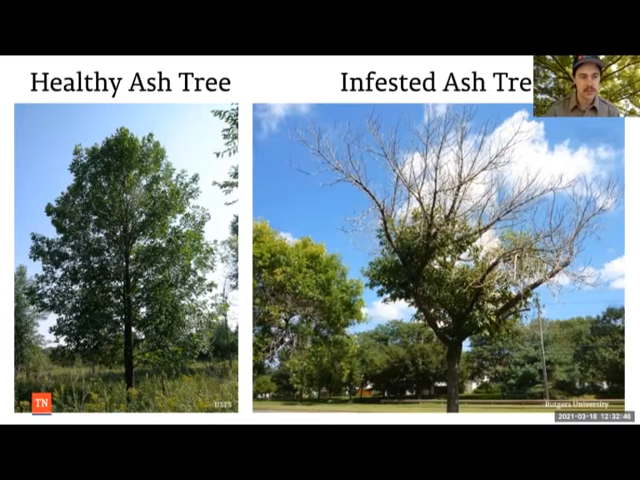 Healthy Ash Tree
Infested Ash Tre
TN
USFS
Rutgers University
2021-03-18 12:32:46